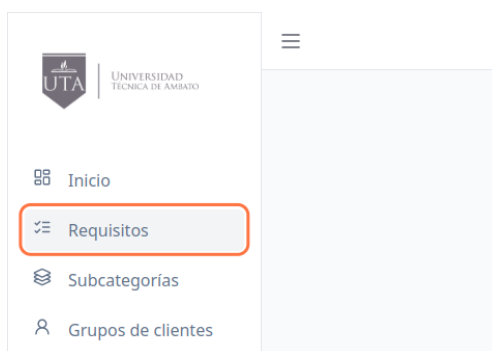 UTA
UNIVERSIDAD
TÉCNICA DE AMBATO
Inicio
Requisitos
Subcategorías
Grupos de clientes